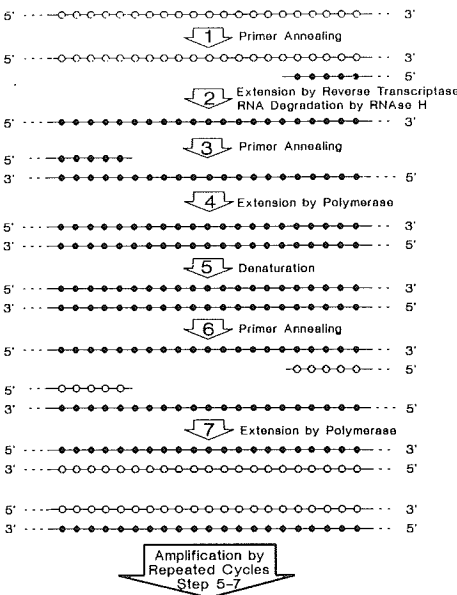 5' 3'
1 Primer Annealing
5' 3'
5'
2 Extension by Reverse Transcriptase
RNA Degradation by RNAse H
5' 3'
3 Primer Annealing
5'
3' 5'
4 Extension by Polymerase
5' 3'
3' 5'
5 Denaturation
5' 3'
3' 5'
6 Primer Annealing
5' 3'
5'
5'
3' 5'
7 Extension by Polymerase
5' 3'
3' 5'
5' 3'
3' 5'
Amplification by
Repeated Cycles
Step 5-7